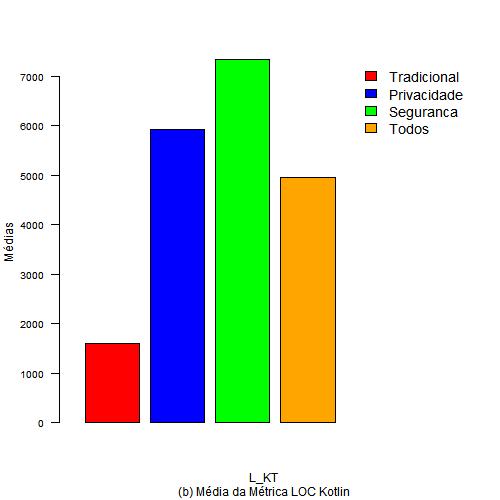 7000
6000
5000
4000
3000
2000
1000
0
Médias
Tradicional
Privacidade
Seguranca
Todos
L_KT
(b) Média da Métrica LOC Kotlin